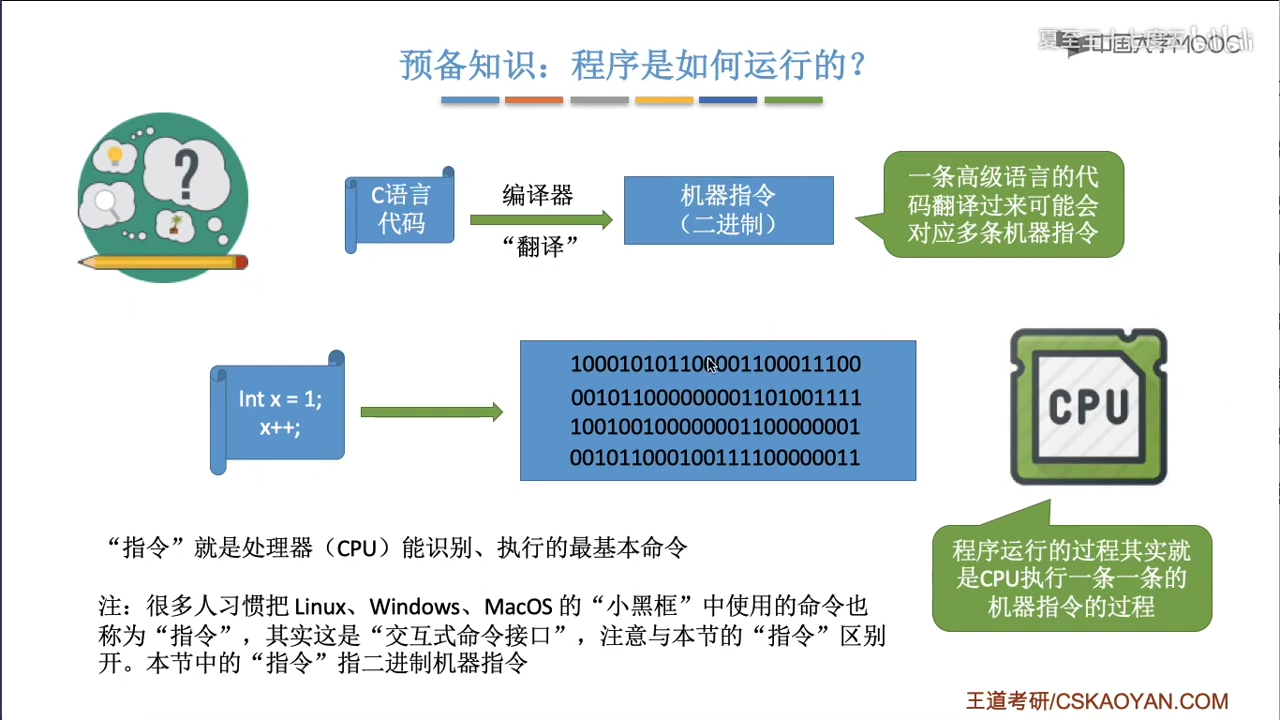 预备知识：程序是如何运行的？
中国大学MOOC
C语言
代码
编译器
“翻译”
机器指令
（二进制）
一条高级语言的代
码翻译过来可能会
对应多条机器指令
Int x = 1;
x++;
1000101011000001100011100
0010110000000001101001111
1001001000000001100000001
0010110001001111100000011
CPU
“指令”就是处理器（CPU）能识别、执行的最基本命令
注：很多人习惯把 Linux、Windows、MacOS 的“小黑框”中使用的命令也
称为“指令”，其实这是“交互式命令接口”，注意与本节的“指令”区别
开。本节中的“指令”指二进制机器指令
程序运行的过程其实就
是CPU执行一条一条的
机器指令的过程
王道考研/CSKAOYAN.COM